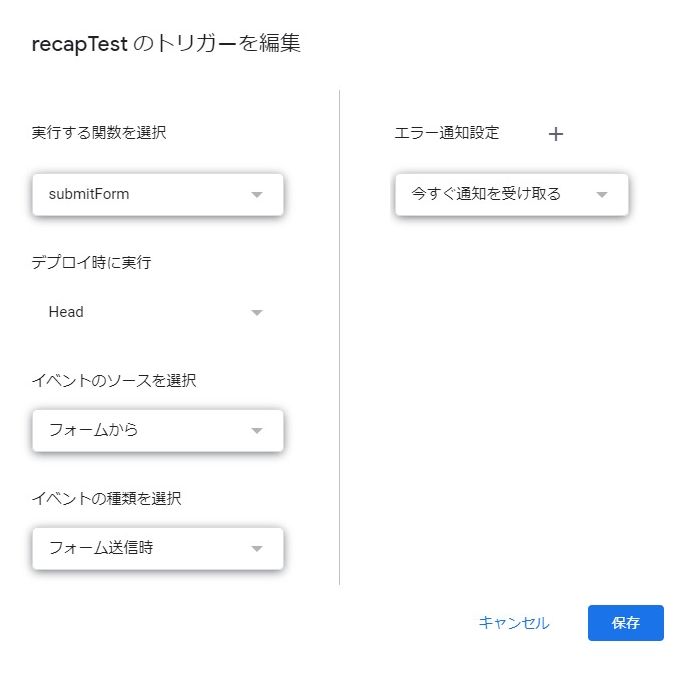 recapTest のトリガーを編集
実行する関数を選択
submitForm
デプロイ時に実行
Head
イベントのソースを選択
フォームから
イベントの種類を選択
フォーム送信時
エラー通知設定 +
今すぐ通知を受け取る
キャンセル
保存